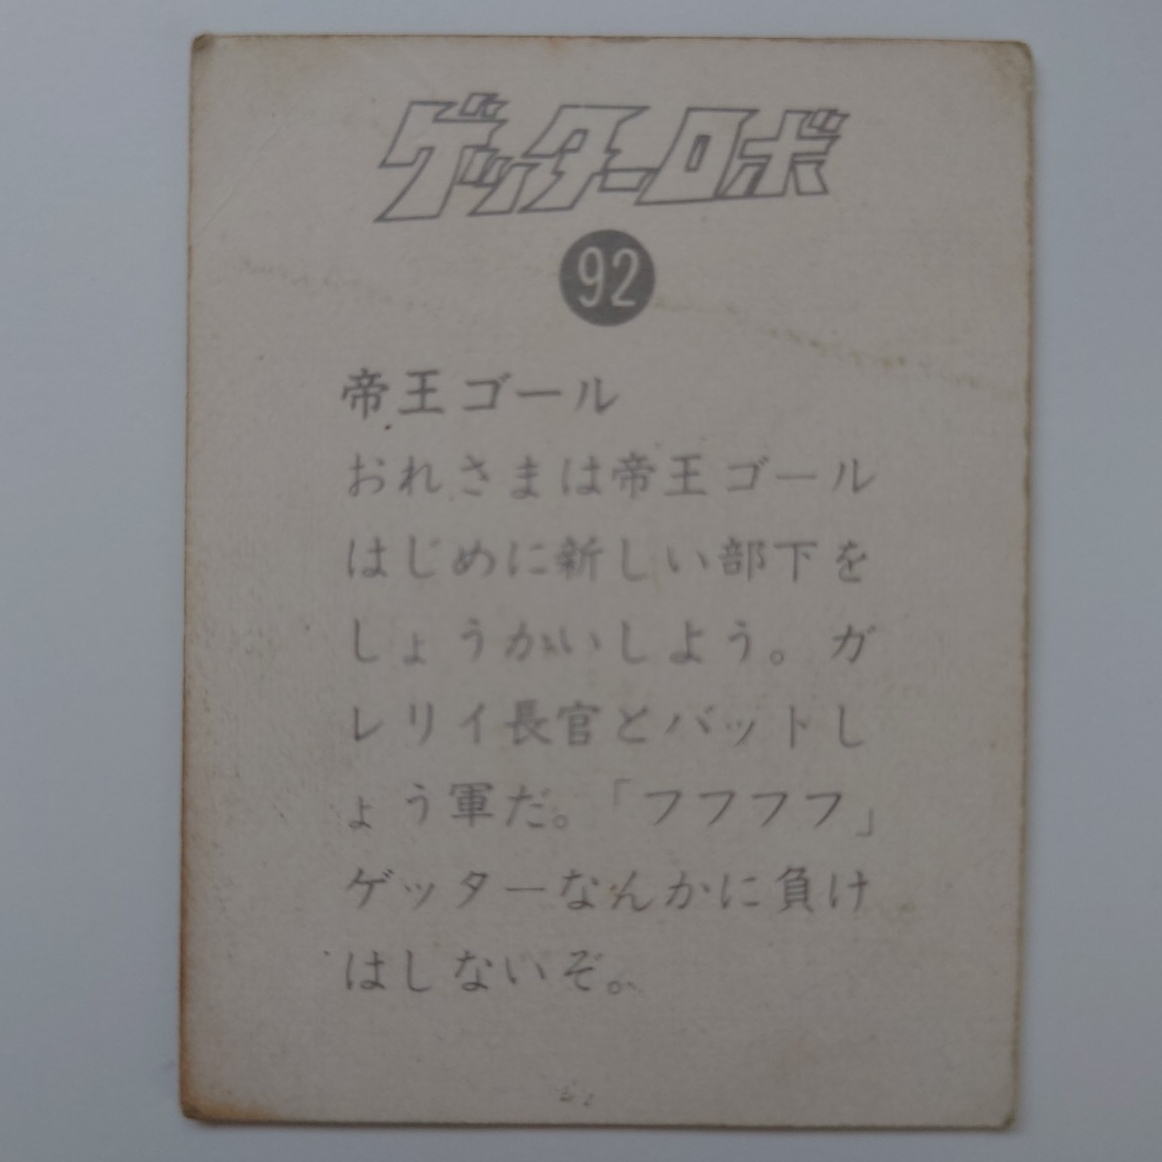 ゲッターロボ
92
帝王ゴール
おれさまは帝王ゴール
はじめに新しい部下を
しょうかいしよう。ガ
レリイ長官とバットし
ょう軍だ。「フフフフ」
ゲッターなんかに負け
はしないぞ。